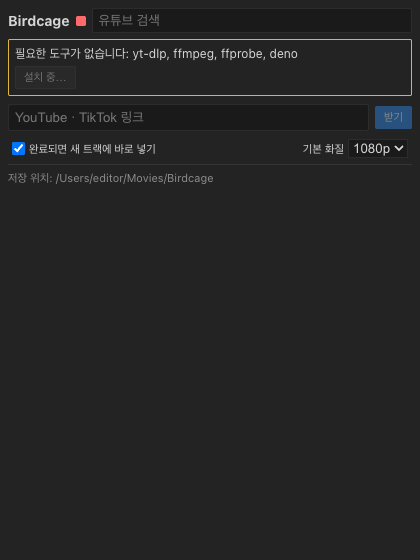 Birdcage 유튜브 검색
필요한 도구가 없습니다: yt-dlp, ffmpeg, ffprobe, deno
설치 중...
YouTube · TikTok 링크 받기
완료되면 새 트랙에 바로 넣기 기본 화질 1080p
저장 위치: /Users/editor/Movies/Birdcage